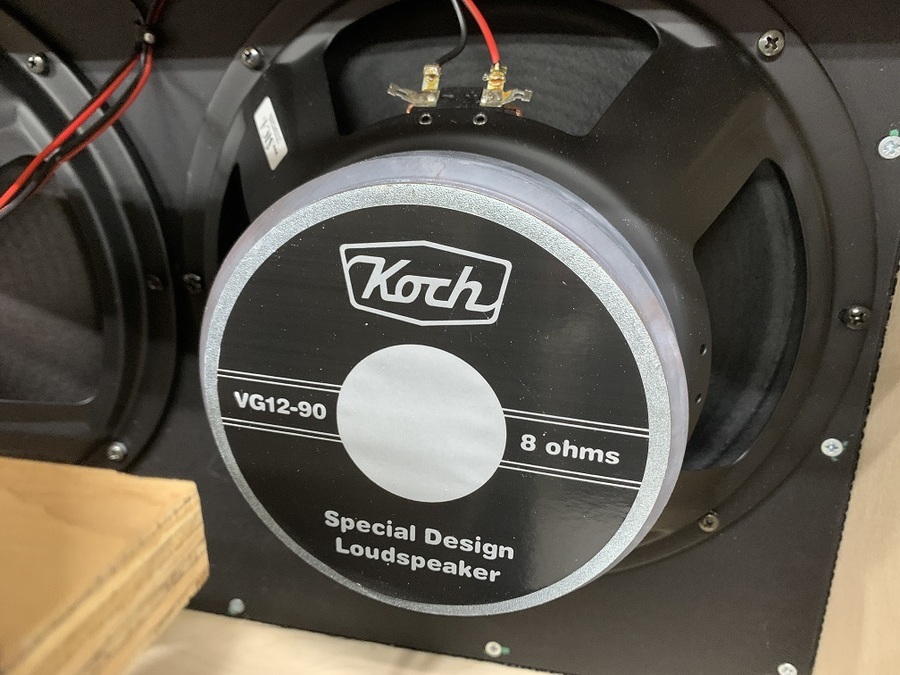 Koch
VG12-90
8 ohms
Special Design
Loudspeaker